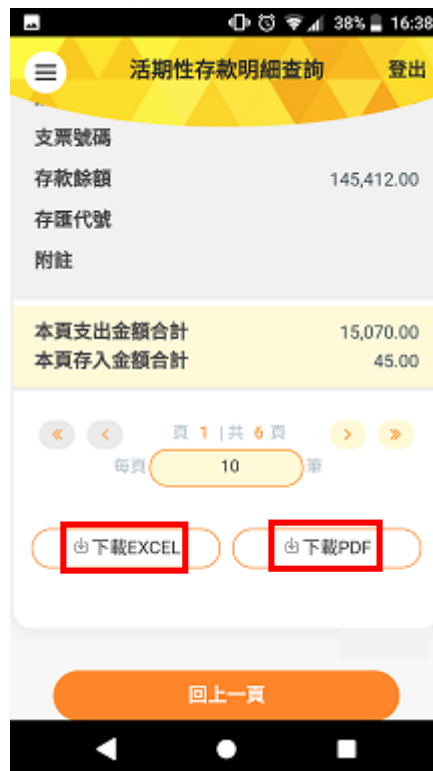 38% 16:38
活期性存款明細查詢 登出
支票號碼
存款餘額 145,412.00
存匯代號
附註
本頁支出金額合計 15,070.00
本頁存入金額合計 45.00
« < 頁 1 | 共 6 頁 > »
每頁 10 筆
下載EXCEL 下載PDF
回上一頁